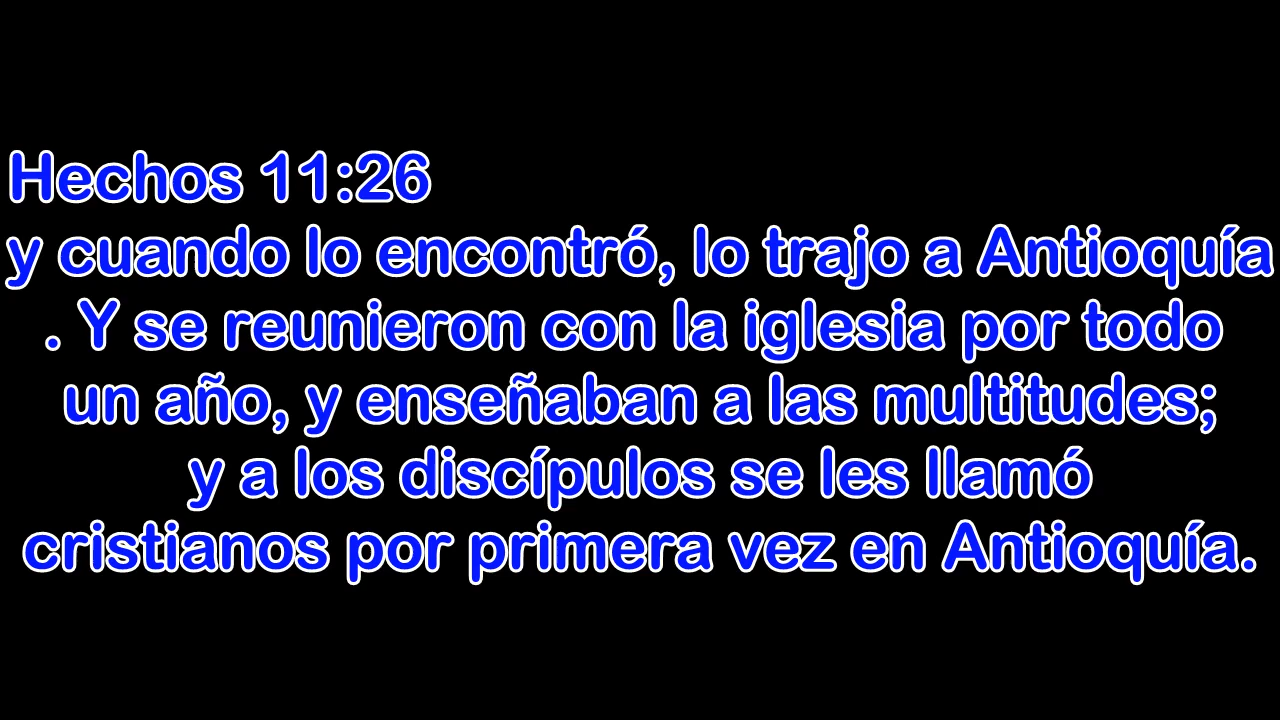 Hechos 11:26
y cuando lo encontró, lo trajo a Antioquía
. Y se reunieron con la iglesia por todo
un año, y enseñaban a las multitudes;
y a los discípulos se les llamó
cristianos por primera vez en Antioquía.